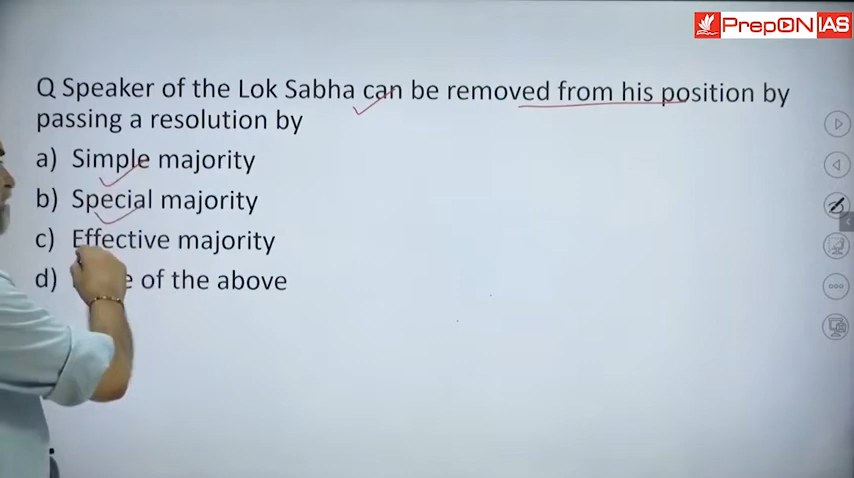 PrepON IAS
Q Speaker of the Lok Sabha can be removed from his position by
passing a resolution by
a) Simple majority
b) Special majority
c) Effective majority
d) of the above